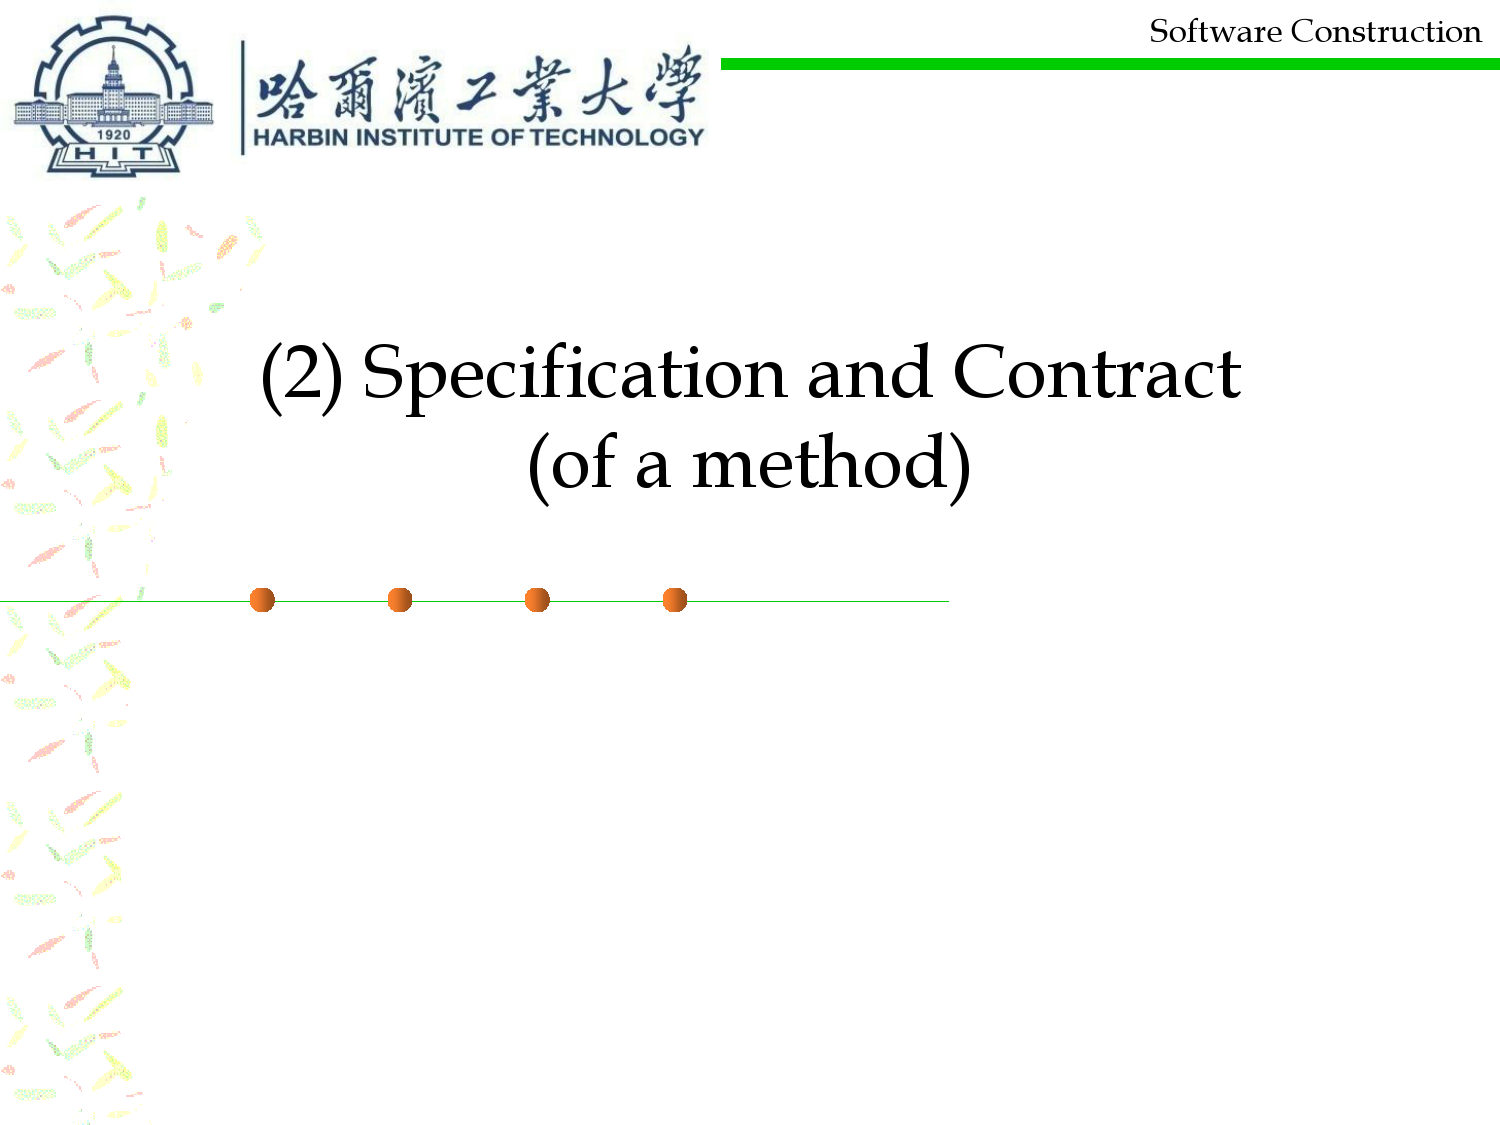 Software Construction
哈爾濱工業大學
HARBIN INSTITUTE OF TECHNOLOGY
1920
HIT
(2) Specification and Contract
(of a method)